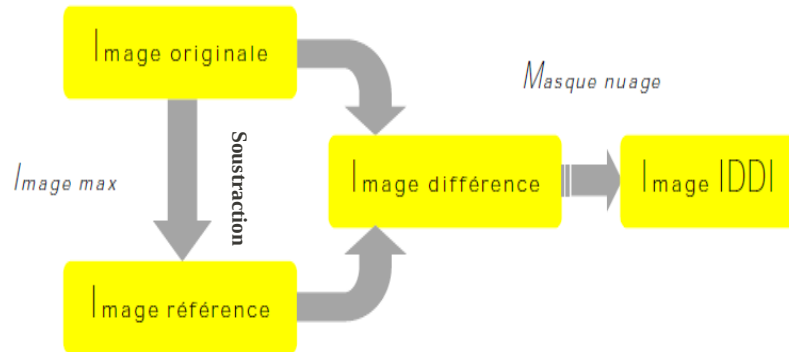 Image originale
Masque nuage
Image max
Soustraction
Image différence
Image IDDI
Image référence